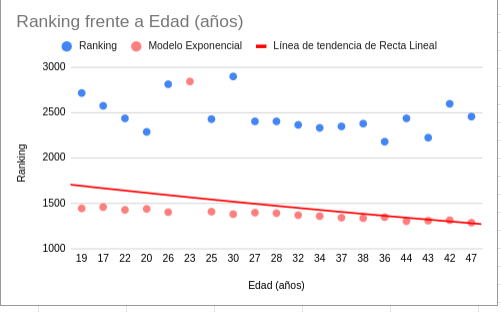 Ranking frente a Edad (años)
Ranking Modelo Exponencial Línea de tendencia de Recta Lineal
3000
2500
2000
1500
1000
Ranking
19 17 22 20 26 23 25 30 27 28 32 34 37 38 36 44 43 42 47
Edad (años)